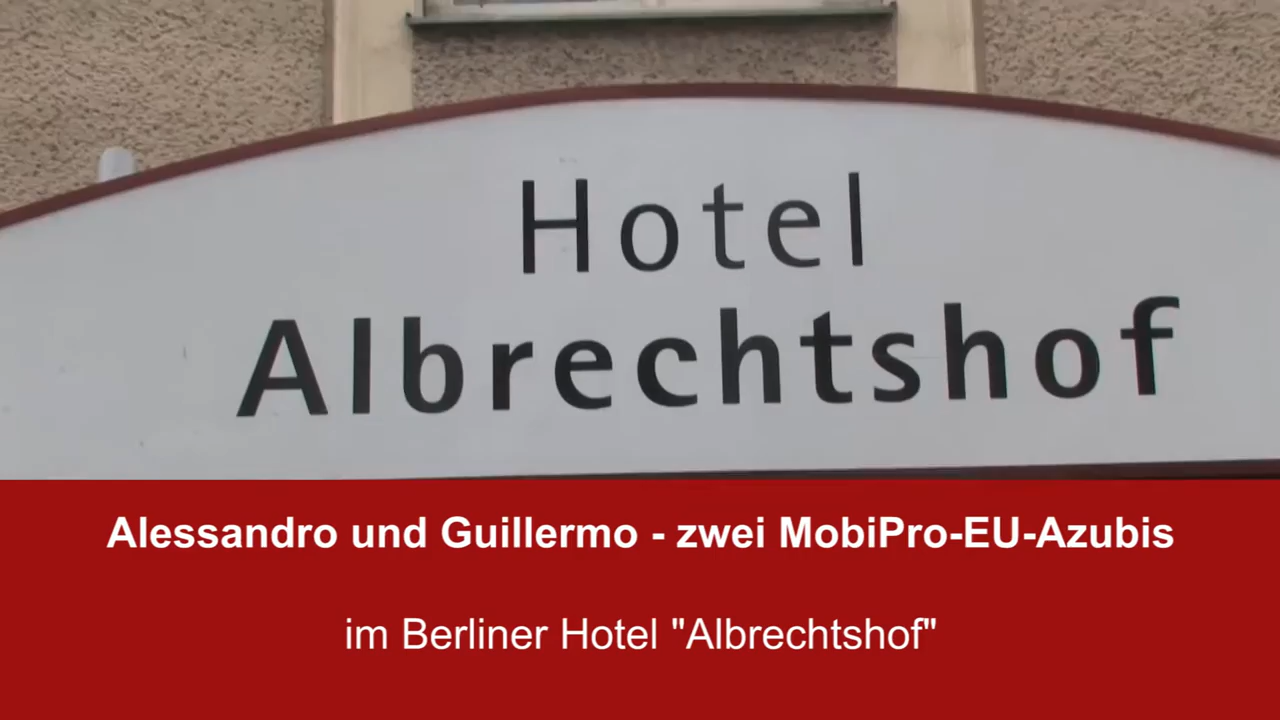 Hotel
Albrechtshof
Alessandro und Guillermo - zwei MobiPro-EU-Azubis
im Berliner Hotel "Albrechtshof"